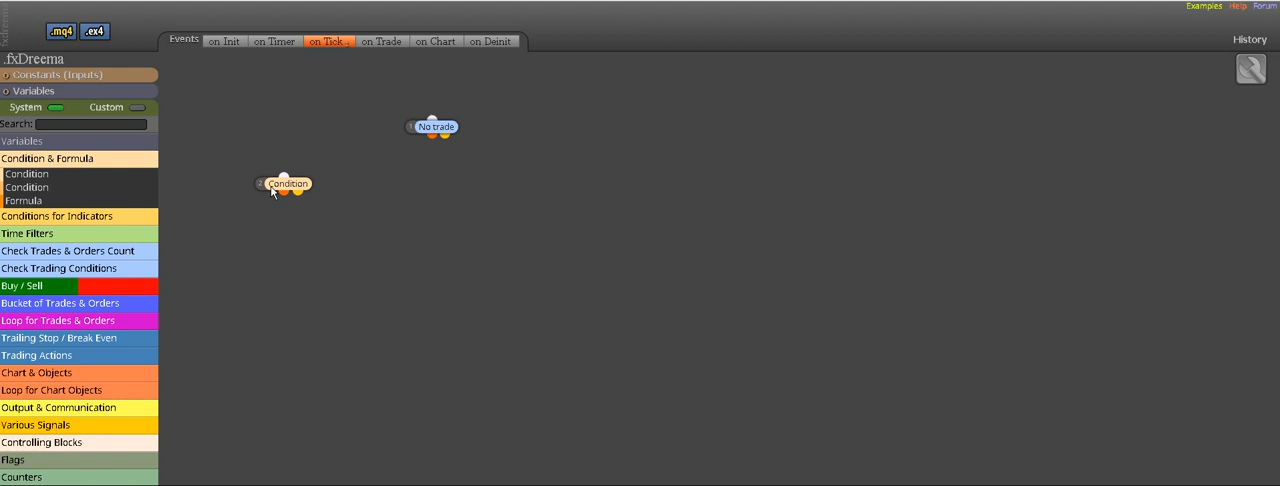 Examples Help Forum
fxdreema
.mq4 .ex4
Events on Init on Timer on Tick on Trade on Chart on Deinit
History
.fxDreema
Constants (Inputs)
Variables
System Custom
Search:
Variables
Condition & Formula
Condition
Condition
Formula
Conditions for Indicators
Time Filters
Check Trades & Orders Count
Check Trading Conditions
Buy / Sell
Bucket of Trades & Orders
Loop for Trades & Orders
Trailing Stop / Break Even
Trading Actions
Chart & Objects
Loop for Chart Objects
Output & Communication
Various Signals
Controlling Blocks
Flags
Counters
1 No trade
2 Condition